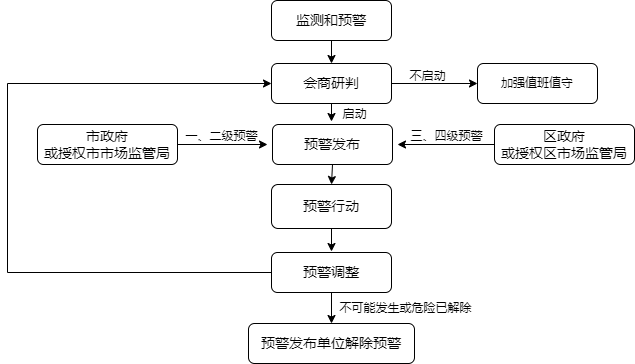 监测和预警
会商研判
不启动
加强值班值守
启动
市政府
或授权市市场监管局
一、二级预警
预警发布
三、四级预警
区政府
或授权区市场监管局
预警行动
预警调整
不可能发生或危险已解除
预警发布单位解除预警